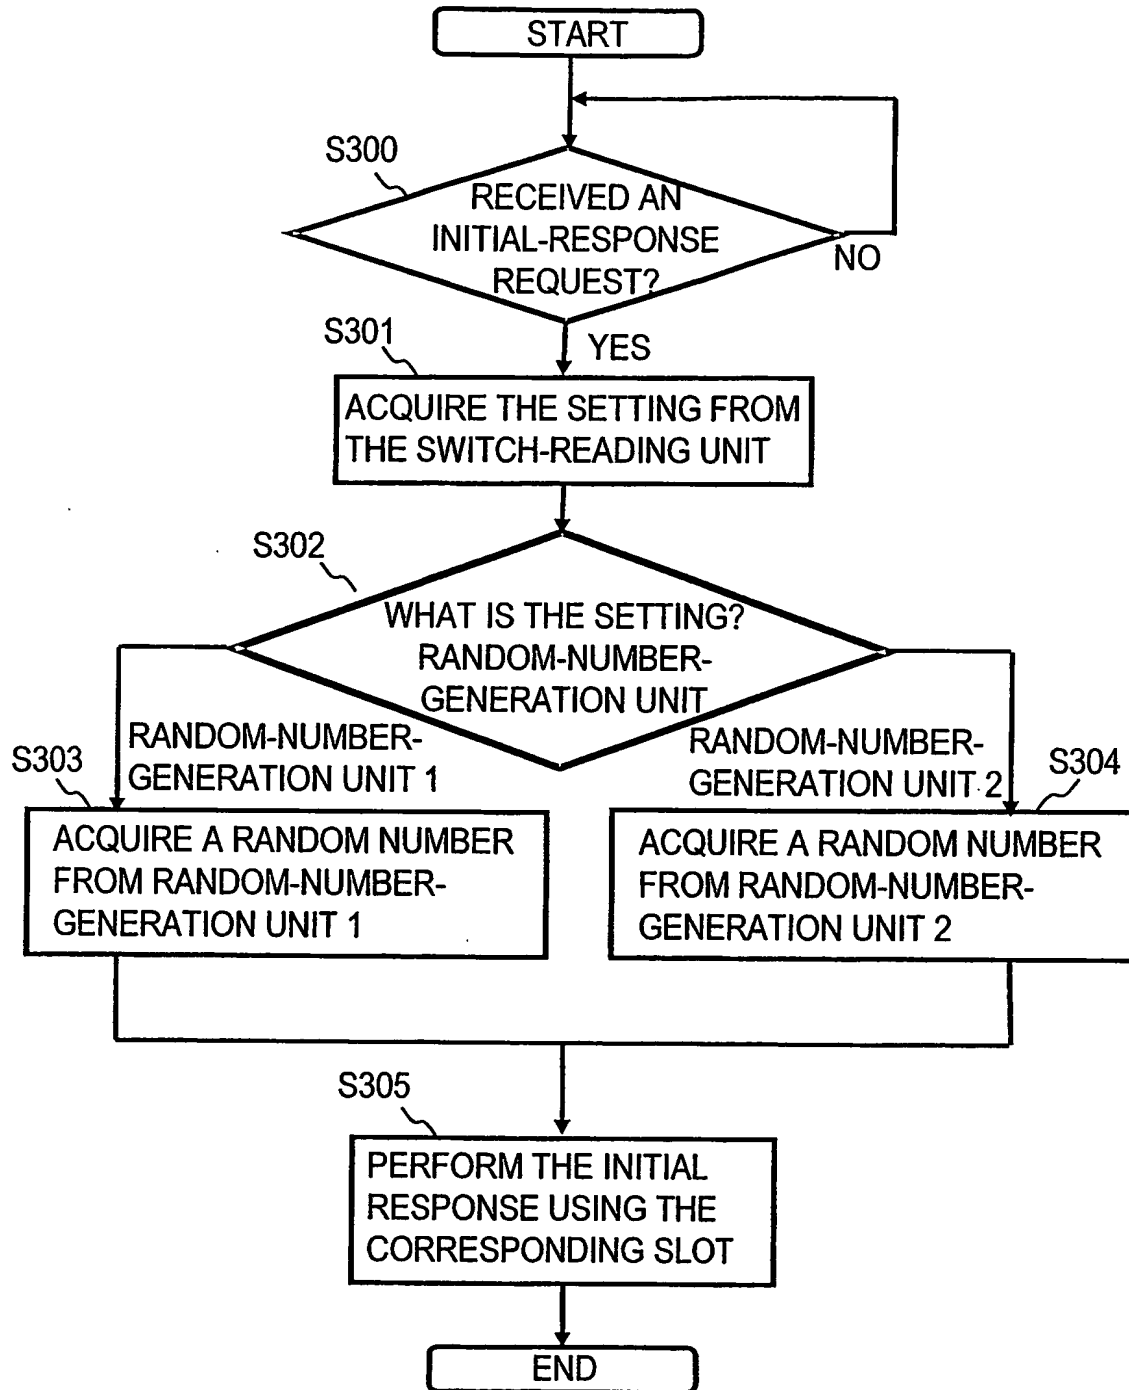 START
S300
RECEIVED AN
INITIAL-RESPONSE
REQUEST?
NO
YES
S301
ACQUIRE THE SETTING FROM
THE SWITCH-READING UNIT
S302
WHAT IS THE SETTING?
RANDOM-NUMBER-
GENERATION UNIT
RANDOM-NUMBER-
GENERATION UNIT 1
RANDOM-NUMBER-
GENERATION UNIT 2
S303
ACQUIRE A RANDOM NUMBER
FROM RANDOM-NUMBER-
GENERATION UNIT 1
S304
ACQUIRE A RANDOM NUMBER
FROM RANDOM-NUMBER-
GENERATION UNIT 2
S305
PERFORM THE INITIAL
RESPONSE USING THE
CORRESPONDING SLOT
END